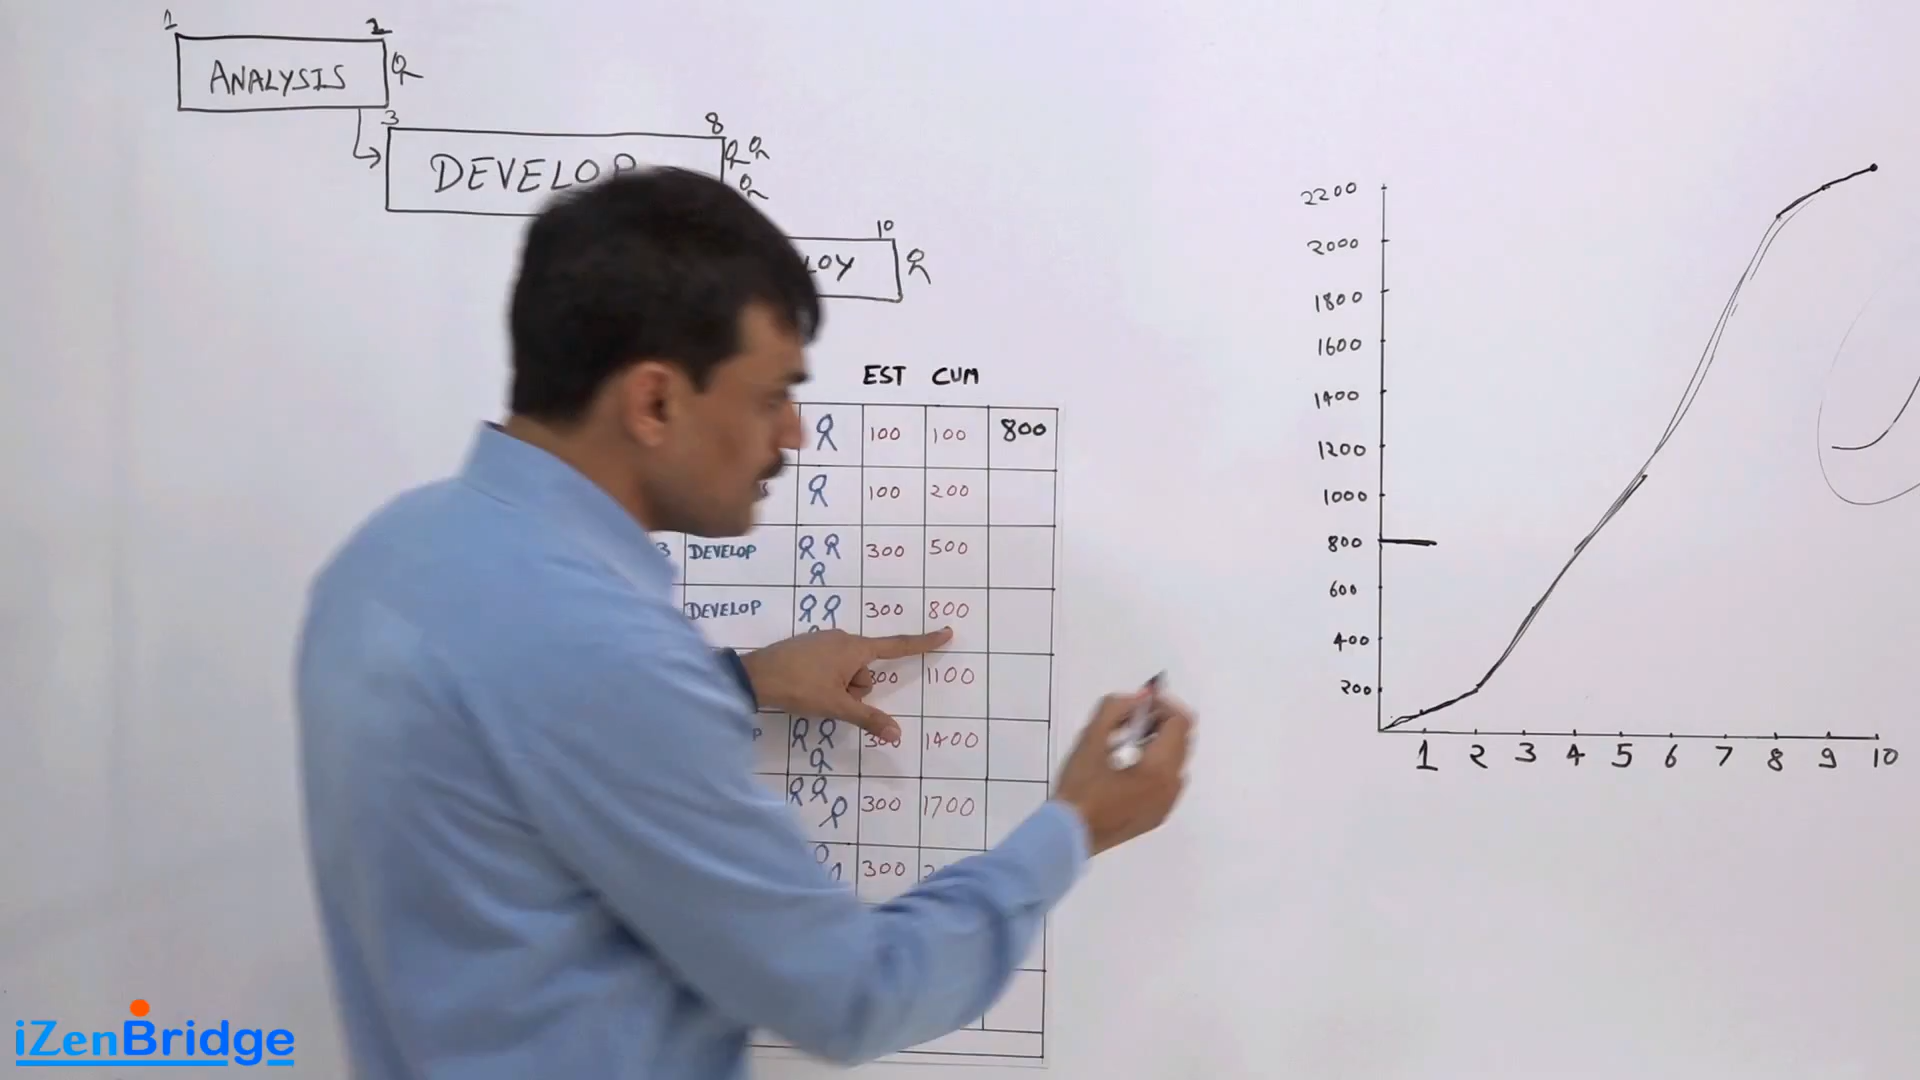 1 2
ANALYSIS
3 8
DEVELOP
10
LOY
EST CUM
100 100 800
100 200
3 DEVELOP 300 500
DEVELOP 300 800
300 1100
300 1400
300 1700
300
2200
2000
1800
1600
1400
1200
1000
800
600
400
200
1 2 3 4 5 6 7 8 9 10
iZenBridge